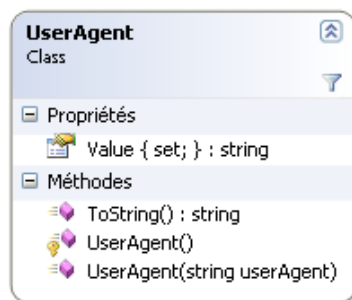 UserAgent
Class
Propriétés
Value { set; } : string
Méthodes
ToString() : string
UserAgent()
UserAgent(string userAgent)